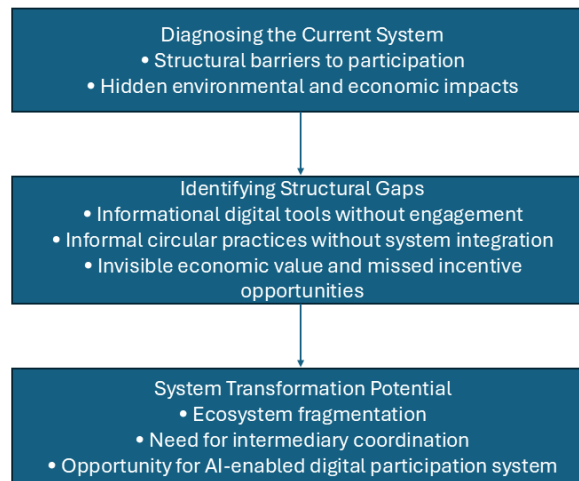 Diagnosing the Current System
• Structural barriers to participation
• Hidden environmental and economic impacts
Identifying Structural Gaps
• Informational digital tools without engagement
• Informal circular practices without system integration
• Invisible economic value and missed incentive
opportunities
System Transformation Potential
• Ecosystem fragmentation
• Need for intermediary coordination
• Opportunity for AI-enabled digital participation system